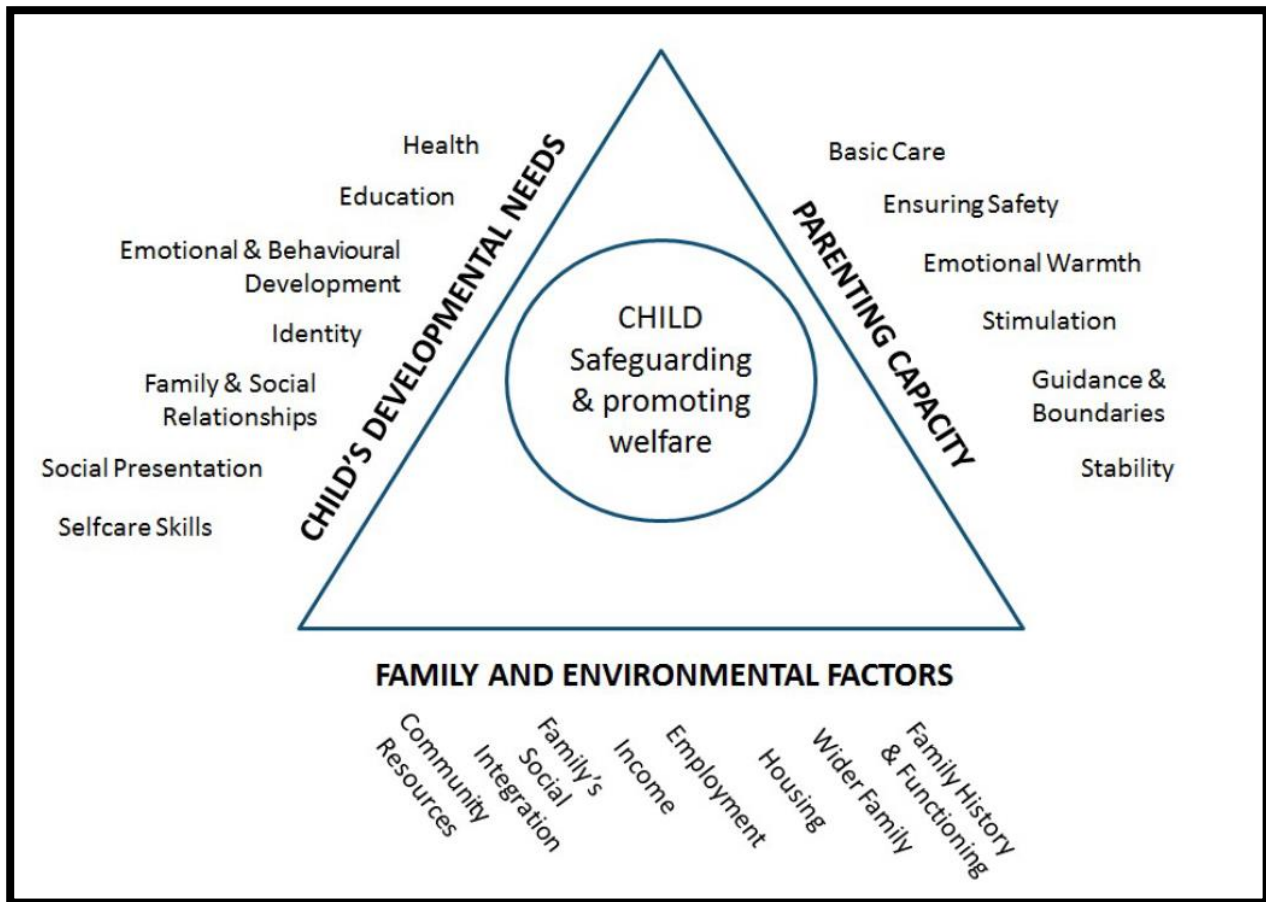 Health
Education
Emotional & Behavioural
Development
Identity
Family & Social
Relationships
Social Presentation
Selfcare Skills
CHILD'S DEVELOPMENTAL NEEDS
CHILD
Safeguarding
& promoting
welfare
PARENTING CAPACITY
Basic Care
Ensuring Safety
Emotional Warmth
Stimulation
Guidance &
Boundaries
Stability
FAMILY AND ENVIRONMENTAL FACTORS
Community
Resources
Family's
Social
Integration
Income
Employment
Housing
Wider Family
Family History
& Functioning